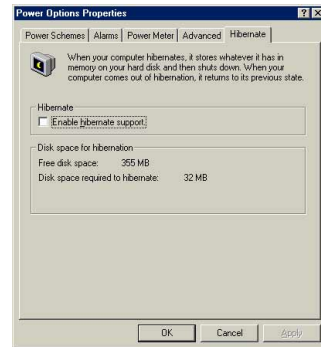 Power Options Properties
Power Schemes Alarms Power Meter Advanced Hibernate
When your computer hibernates, it stores whatever it has in
memory on your hard disk and then shuts down. When your
computer comes out of hibernation, it returns to its previous state.
Hibernate
Enable hibernate support.
Disk space for hibernation
Free disk space: 355 MB
Disk space required to hibernate: 32 MB
OK Cancel Apply